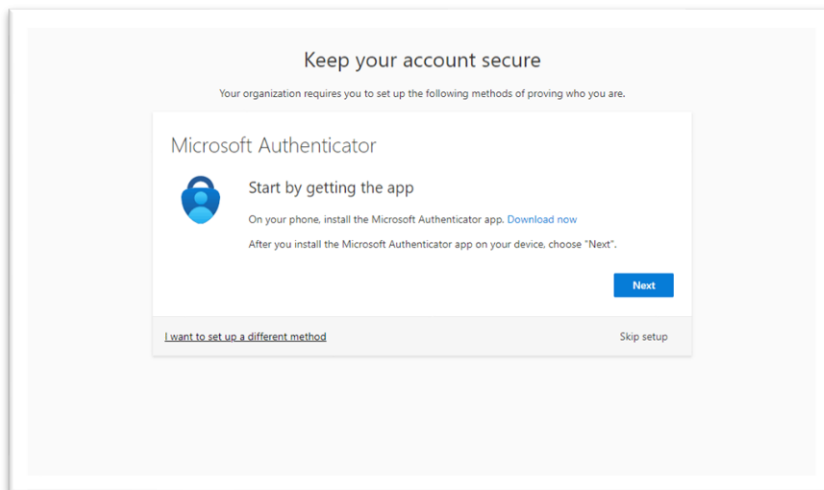 Keep your account secure
Your organization requires you to set up the following methods of proving who you are.
Microsoft Authenticator
Start by getting the app
On your phone, install the Microsoft Authenticator app. Download now
After you install the Microsoft Authenticator app on your device, choose "Next".
Next
I want to set up a different method
Skip setup